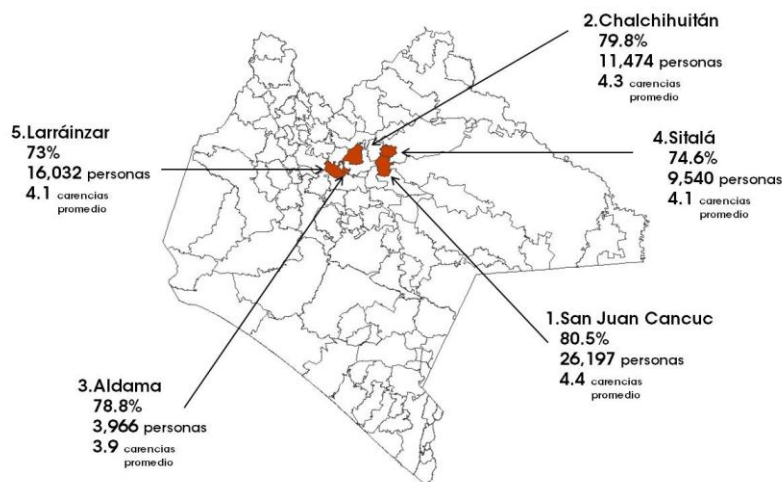 2.Chalchihuitán
79.8%
11,474 personas
4.3 carencias
promedio
5.Larráinzar
73%
16,032 personas
4.1 carencias
promedio
4.Sitalá
74.6%
9,540 personas
4.1 carencias
promedio
1.San Juan Cancuc
80.5%
26,197 personas
4.4 carencias
promedio
3.Aldama
78.8%
3,966 personas
3.9 carencias
promedio